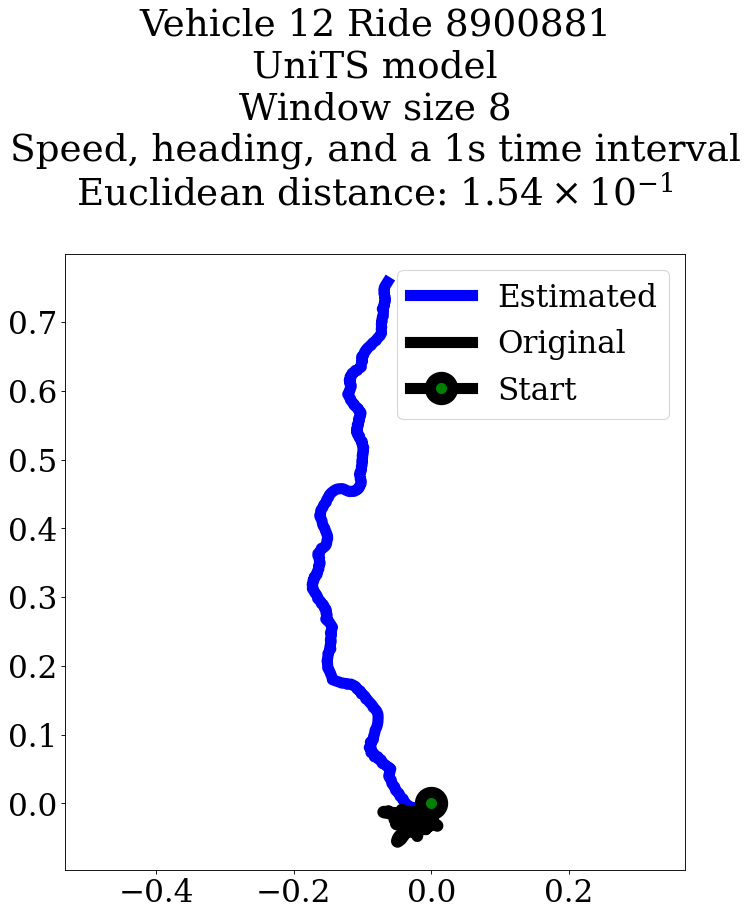 Vehicle 12 Ride 8900881
UniTS model
Window size 8
Speed, heading, and a 1s time interval
Euclidean distance: 1.54 × 10⁻¹
Estimated
Original
Start
0.7
0.6
0.5
0.4
0.3
0.2
0.1
0.0
−0.4 −0.2 0.0 0.2